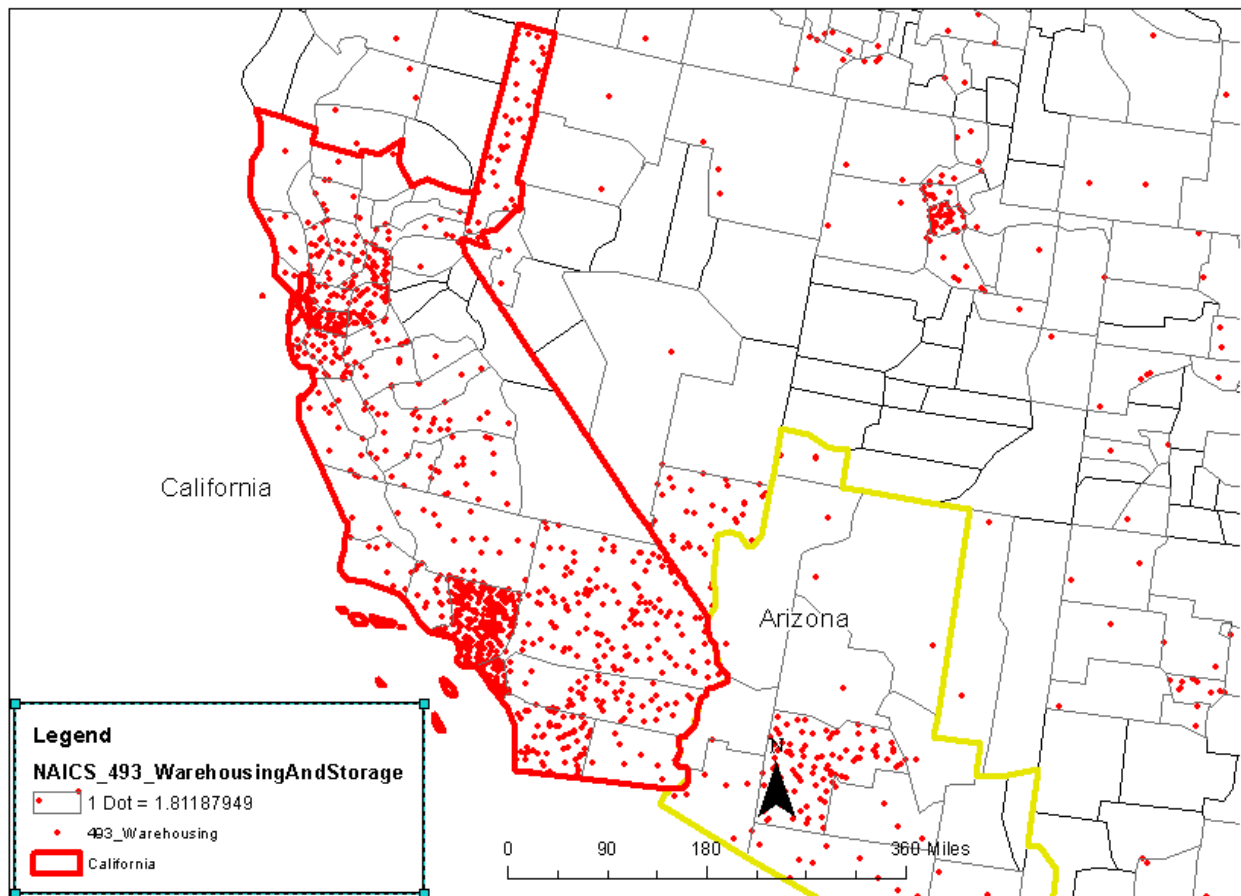 California
Arizona
N
Legend
NAICS_493_WarehousingAndStorage
1 Dot = 1.81187949
493_Warehousing
California
0 90 180 360 Miles